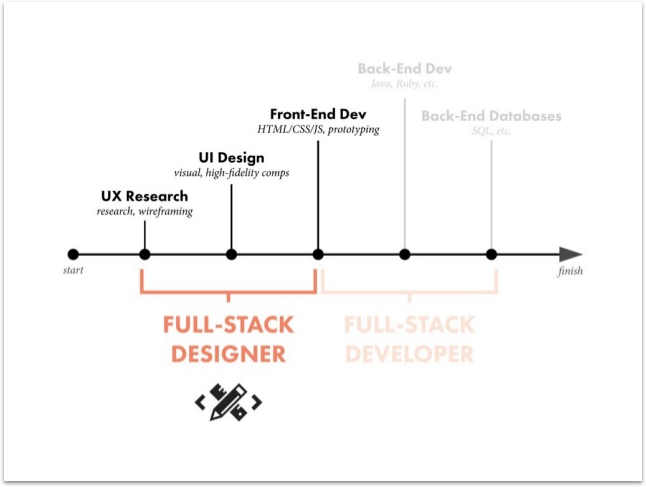 Back-End Dev
Java, Ruby, etc.
Front-End Dev
HTML/CSS/JS, prototyping
Back-End Databases
SQL, etc.
UI Design
visual, high-fidelity comps
UX Research
research, wireframing
start
finish
FULL-STACK
DESIGNER
FULL-STACK
DEVELOPER